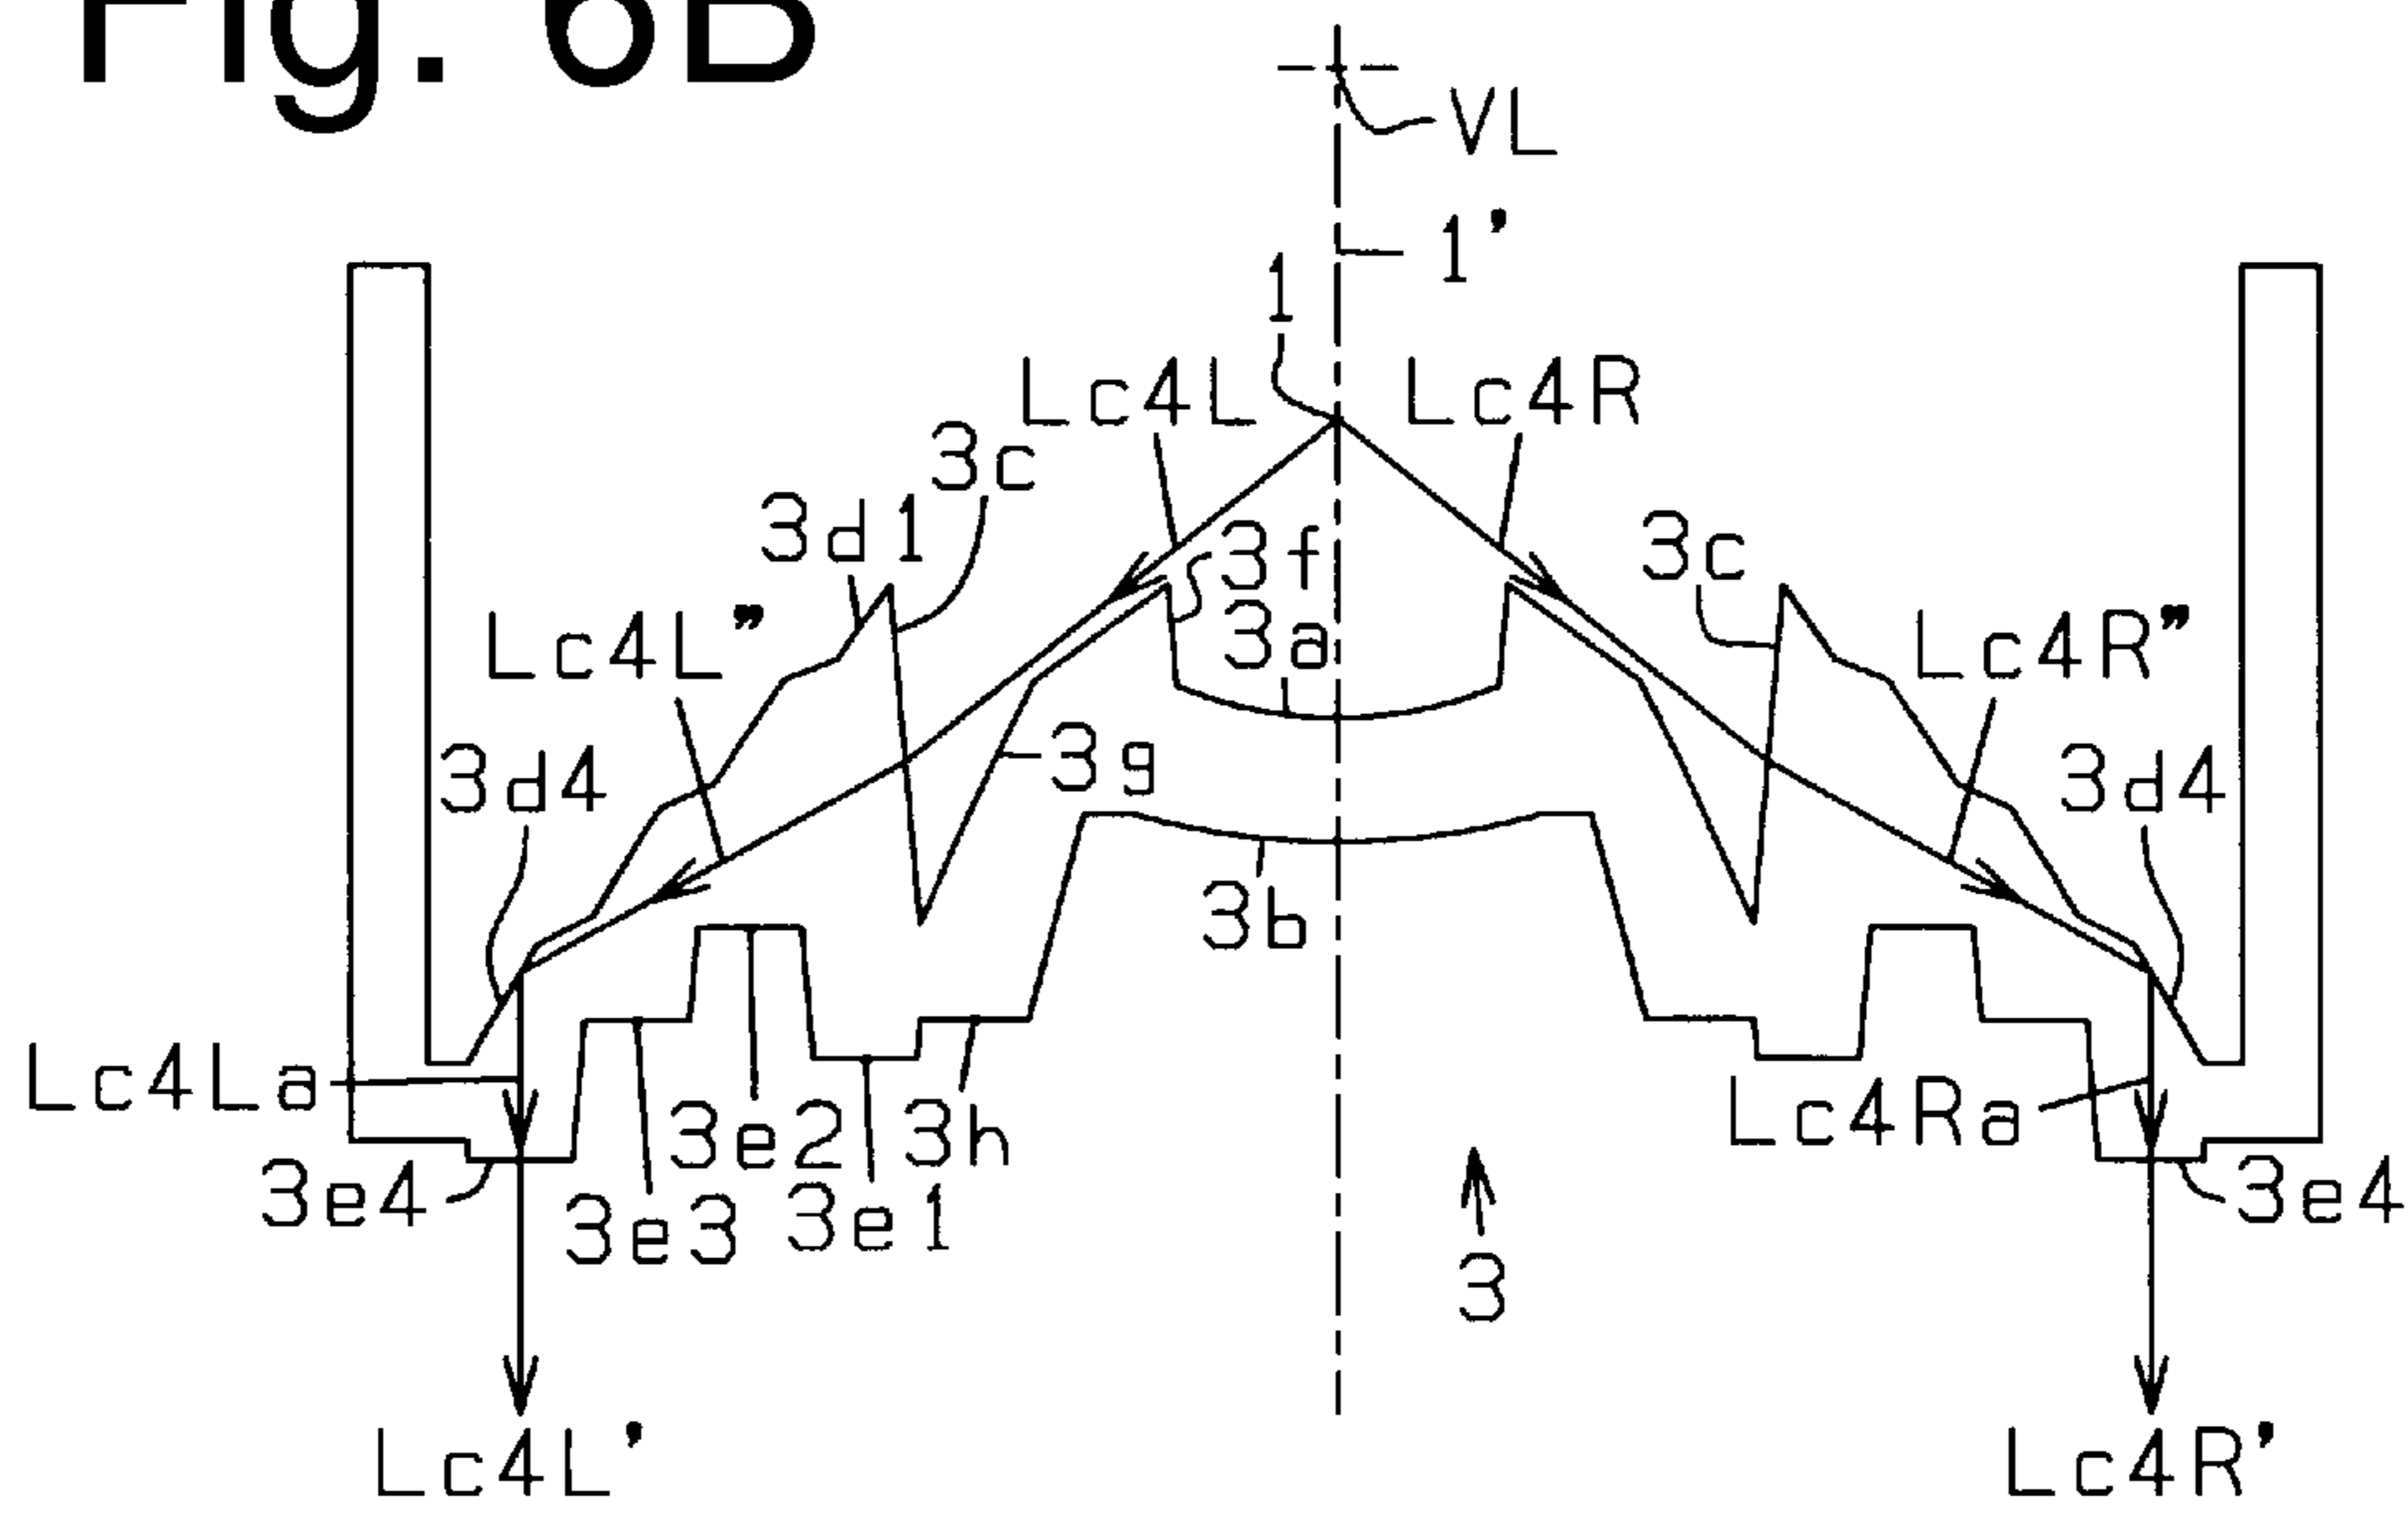 Fig. 6B
VL
1'
1
Lc4L Lc4R
3c
3d1 3f 3c
Lc4L" 3a Lc4R"
3d4 3g 3d4
3b
Lc4La 3e2 3h Lc4Ra
3e4 3e3 3e1 3e4
3
Lc4L' Lc4R'